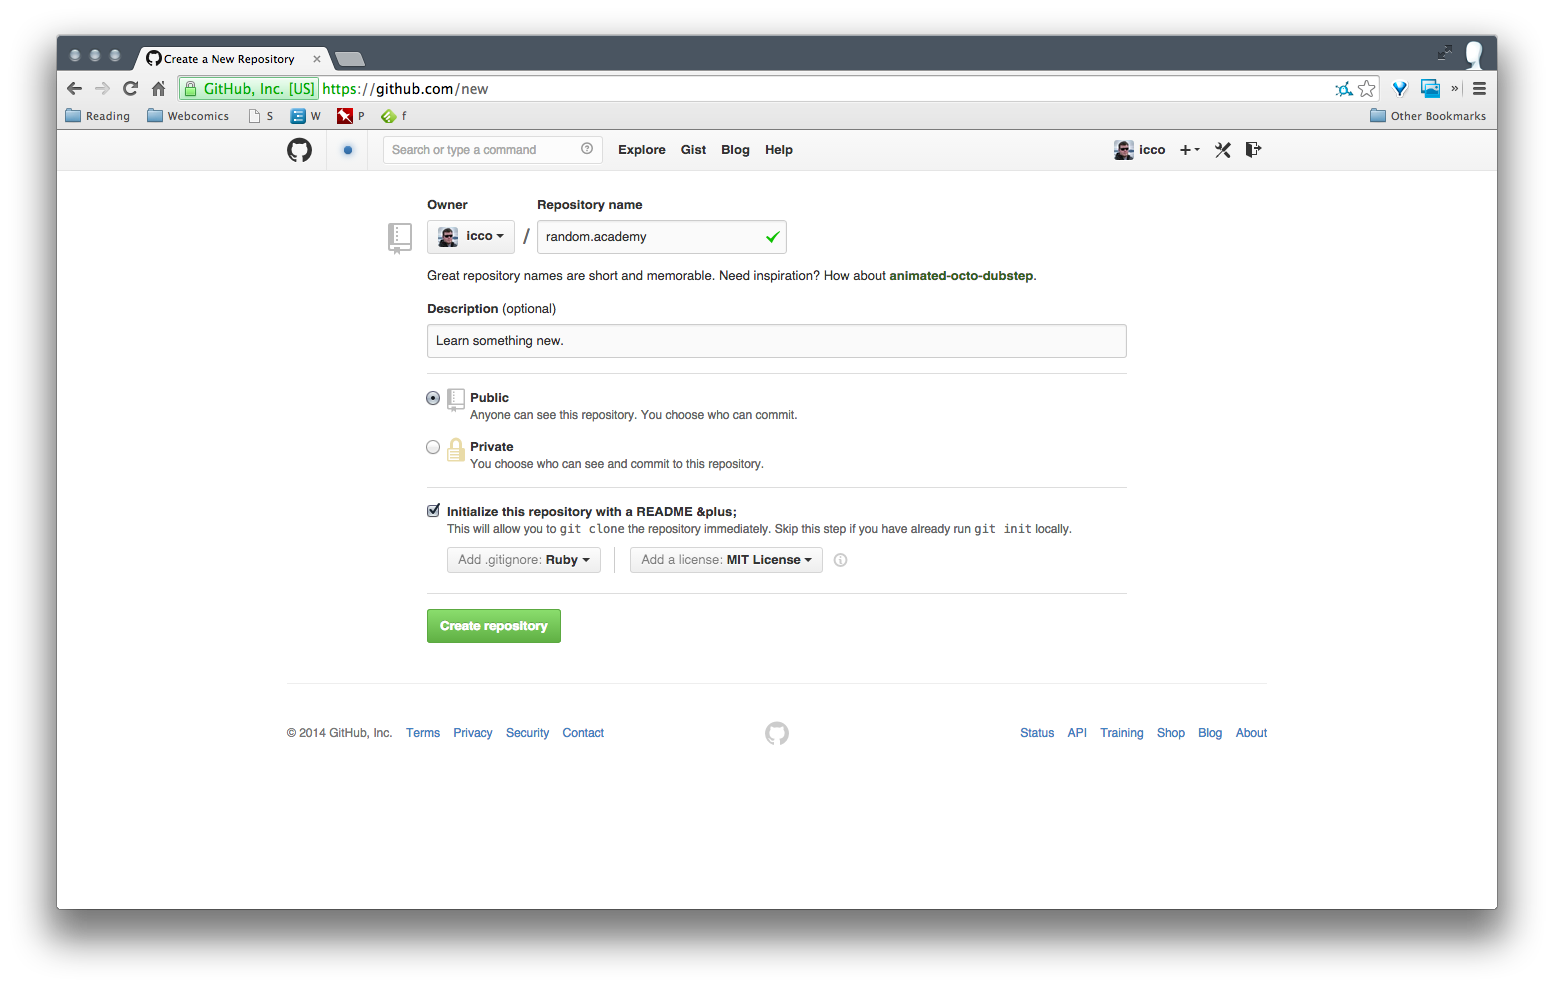 Create a New Repository
GitHub, Inc. [US] https://github.com/new
Reading Webcomics S W P f Other Bookmarks
Search or type a command Explore Gist Blog Help icco
Owner Repository name
icco / random.academy
Great repository names are short and memorable. Need inspiration? How about animated-octo-dubstep.
Description (optional)
Learn something new.
Public
Anyone can see this repository. You choose who can commit.
Private
You choose who can see and commit to this repository.
Initialize this repository with a README &plus;
This will allow you to git clone the repository immediately. Skip this step if you have already run git init locally.
Add .gitignore: Ruby Add a license: MIT License
Create repository
© 2014 GitHub, Inc. Terms Privacy Security Contact Status API Training Shop Blog About